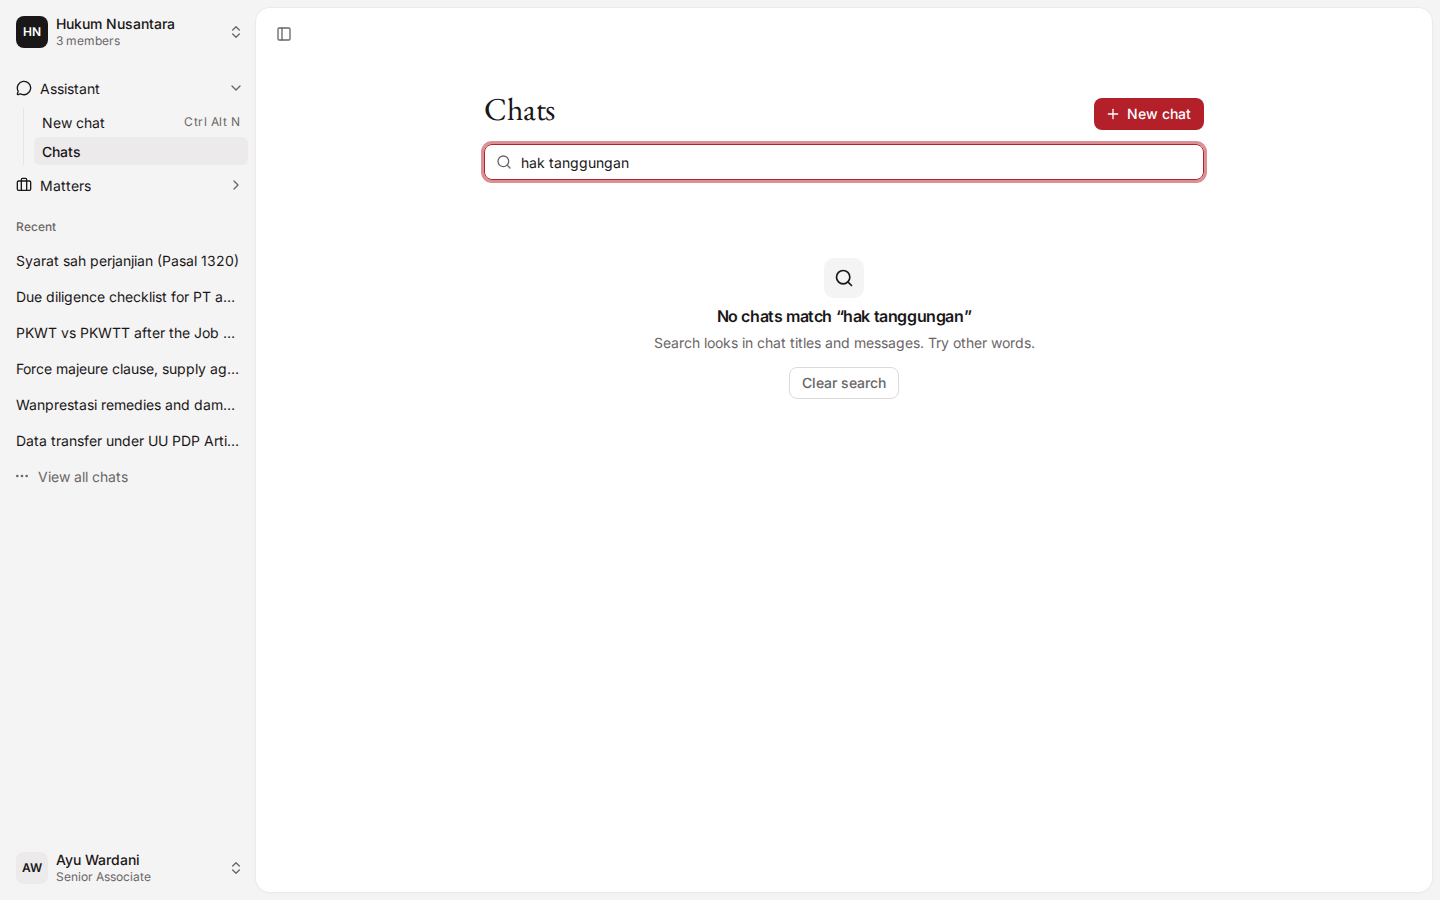 HN
Hukum Nusantara
3 members
Assistant
New chat Ctrl Alt N
Chats
Matters
Recent
Syarat sah perjanjian (Pasal 1320)
Due diligence checklist for PT a...
PKWT vs PKWTT after the Job ...
Force majeure clause, supply ag...
Wanprestasi remedies and dam...
Data transfer under UU PDP Arti...
View all chats
AW
Ayu Wardani
Senior Associate
Chats
New chat
hak tanggungan
No chats match “hak tanggungan”
Search looks in chat titles and messages. Try other words.
Clear search